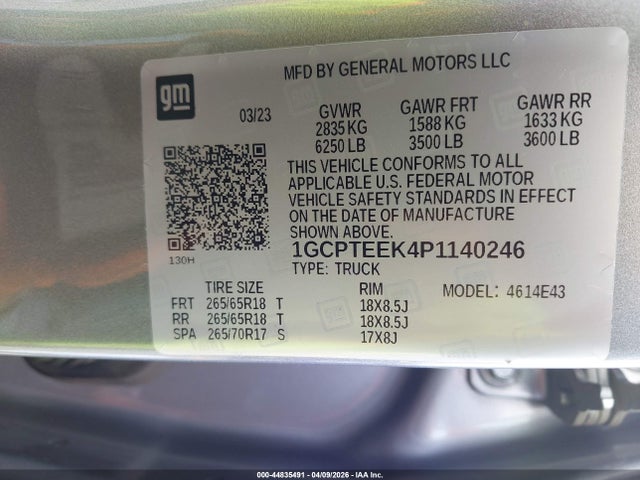 gm
MFD BY GENERAL MOTORS LLC
03/23
GVWR GAWR FRT GAWR RR
2835 KG 1588 KG 1633 KG
6250 LB 3500 LB 3600 LB
THIS VEHICLE CONFORMS TO ALL
APPLICABLE U.S. FEDERAL MOTOR
VEHICLE SAFETY STANDARDS IN EFFECT
ON THE DATE OF MANUFACTURE
SHOWN ABOVE.
130H
1GCPTEEK4P1140246
TYPE: TRUCK
TIRE SIZE RIM MODEL: 4614E43
FRT 265/65R18 T 18X8.5J
RR 265/65R18 T 18X8.5J
SPA 265/70R17 S 17X8J
000-44835491 - 04/09/2026 - IAA Inc.